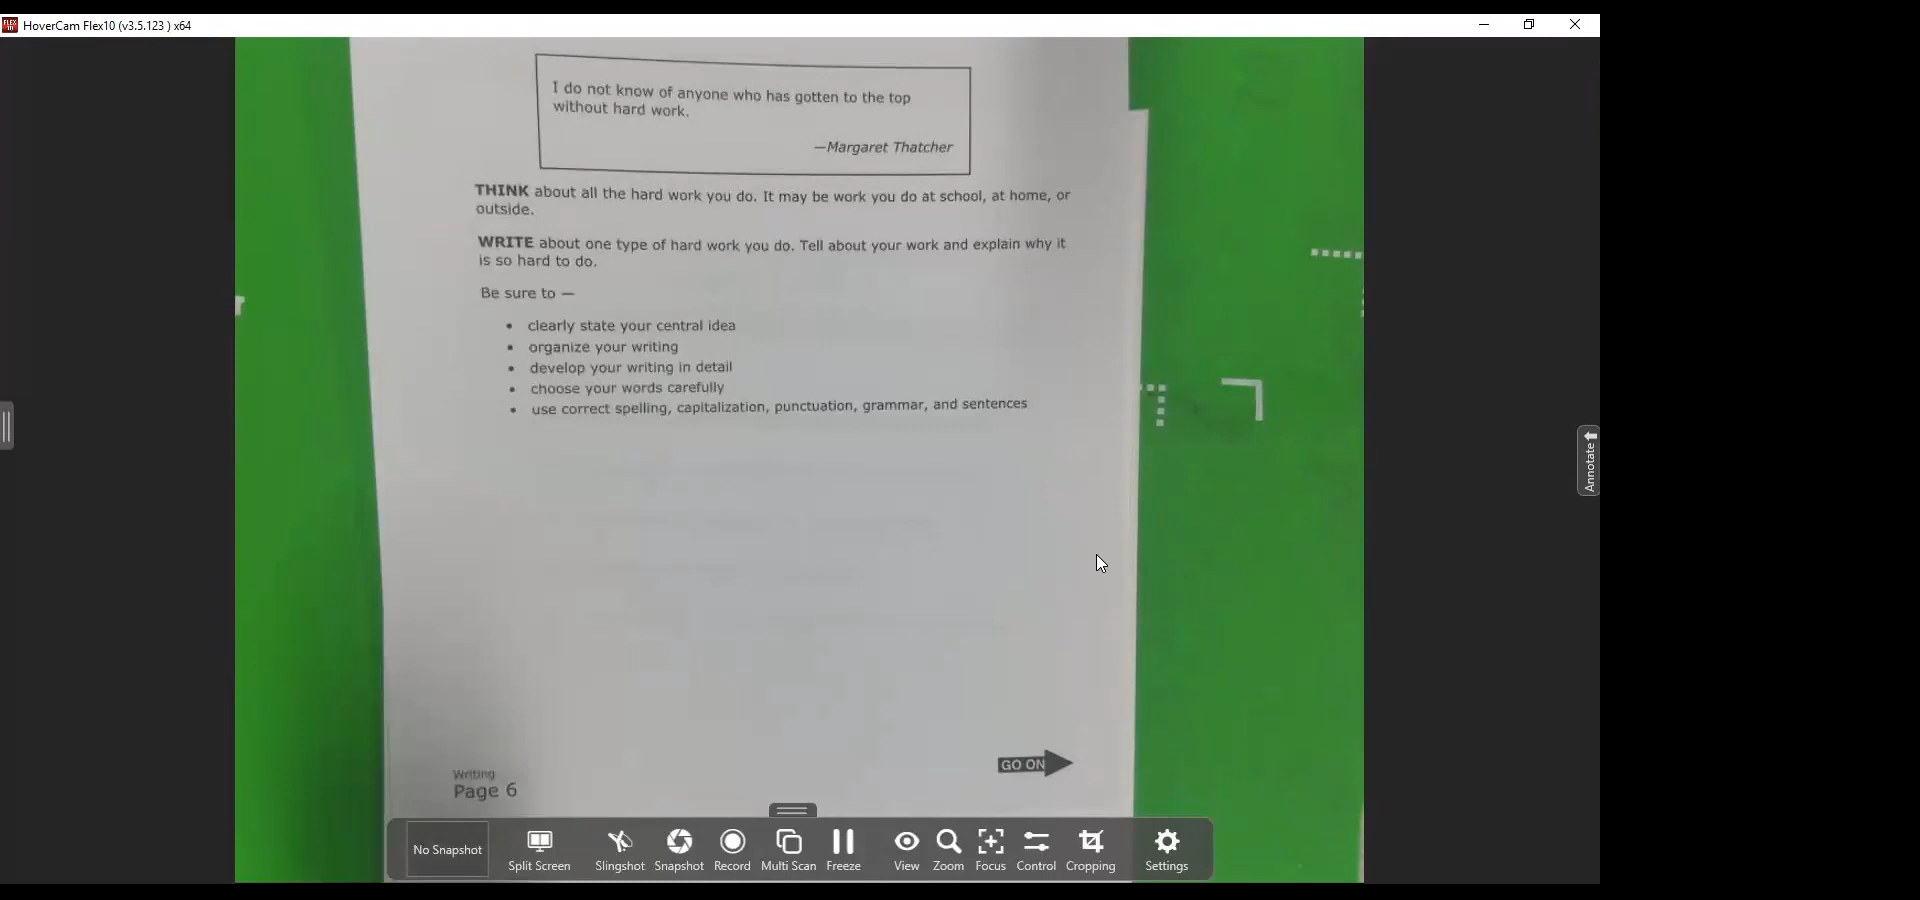 HoverCam Flex10 (v3.5.123 ) x64
I do not know of anyone who has gotten to the top
without hard work.
—Margaret Thatcher
THINK about all the hard work you do. It may be work you do at school, at home, or
outside.
WRITE about one type of hard work you do. Tell about your work and explain why it
is so hard to do.
Be sure to —
• clearly state your central idea
• organize your writing
• develop your writing in detail
• choose your words carefully
• use correct spelling, capitalization, punctuation, grammar, and sentences
GO ON
Writing
Page 6
Annotate
No Snapshot
Split Screen
Slingshot
Snapshot
Record
Multi Scan
Freeze
View
Zoom
Focus
Control
Cropping
Settings